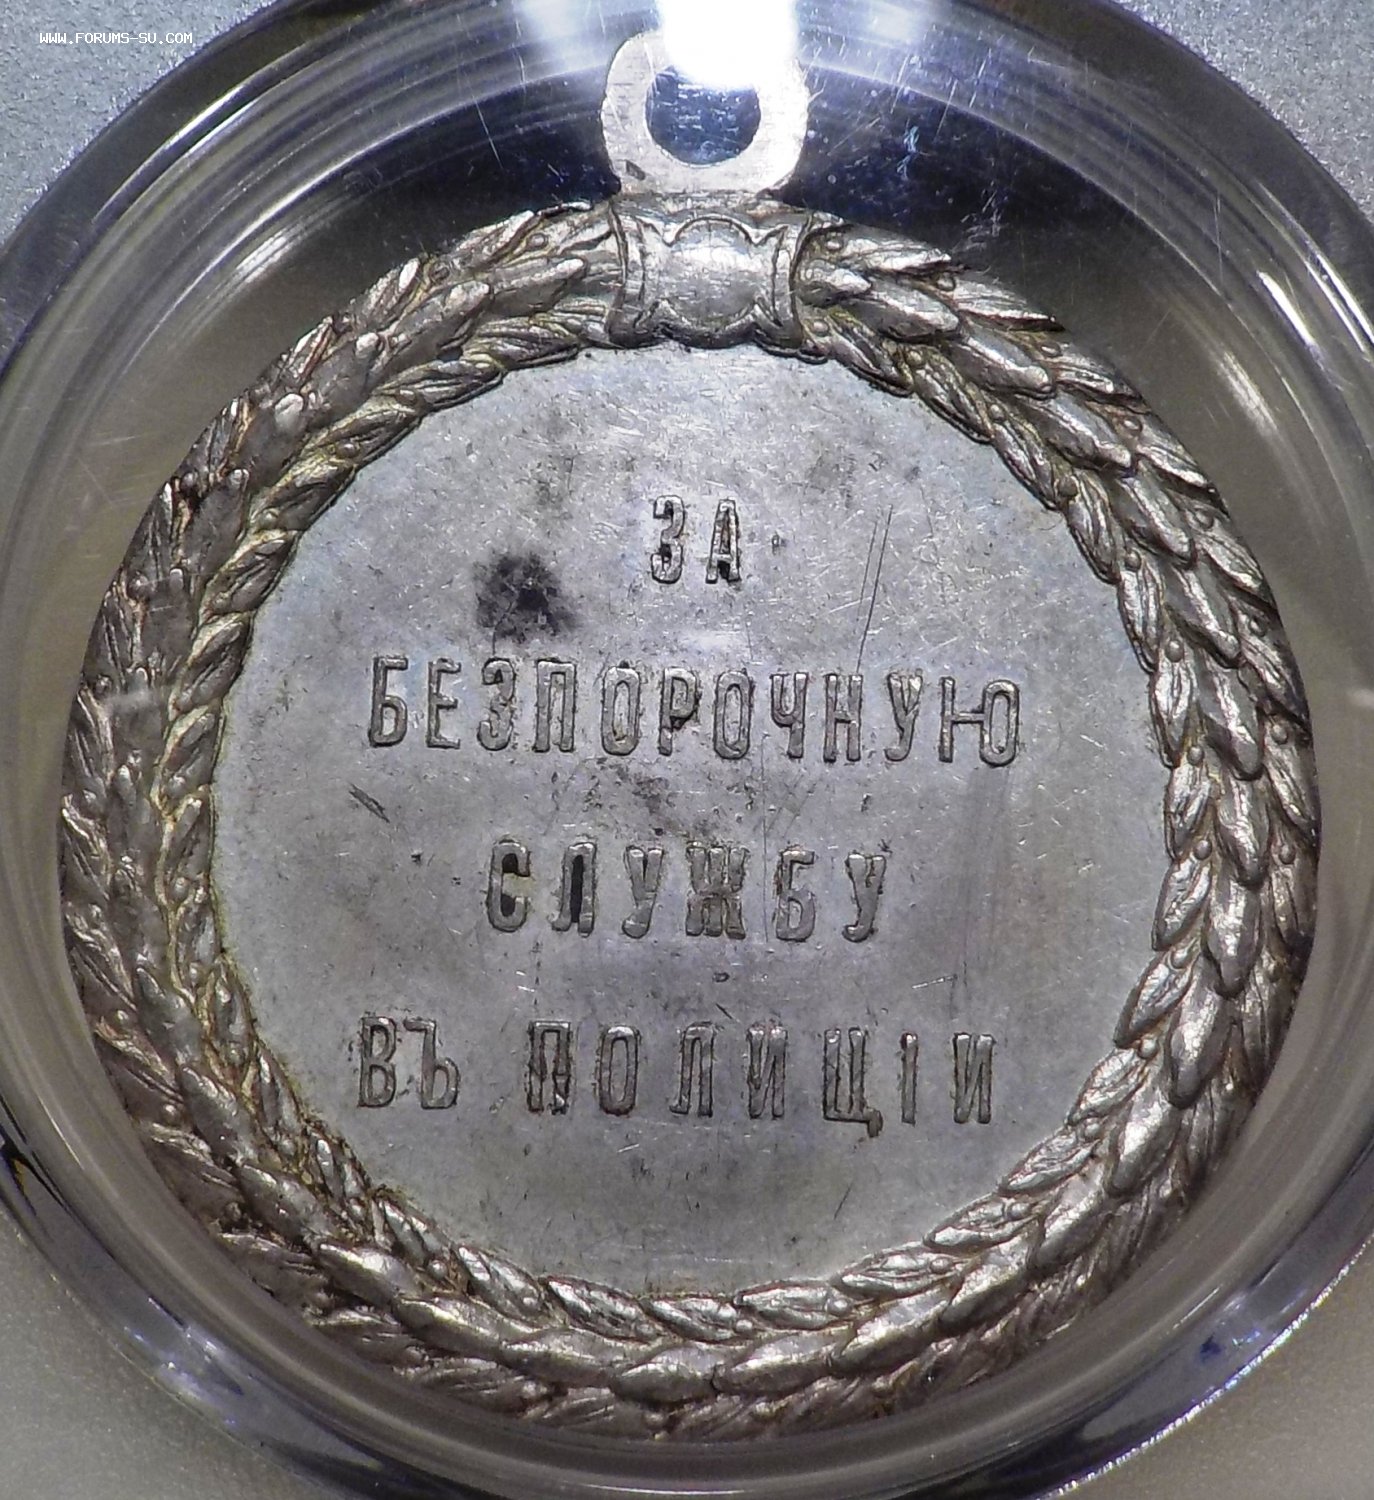 WWW.FORUMS-SU.COM
ЗА
БЕЗПОРОЧНУЮ
СЛУЖБУ
ВЪ ПОЛИЦІИ